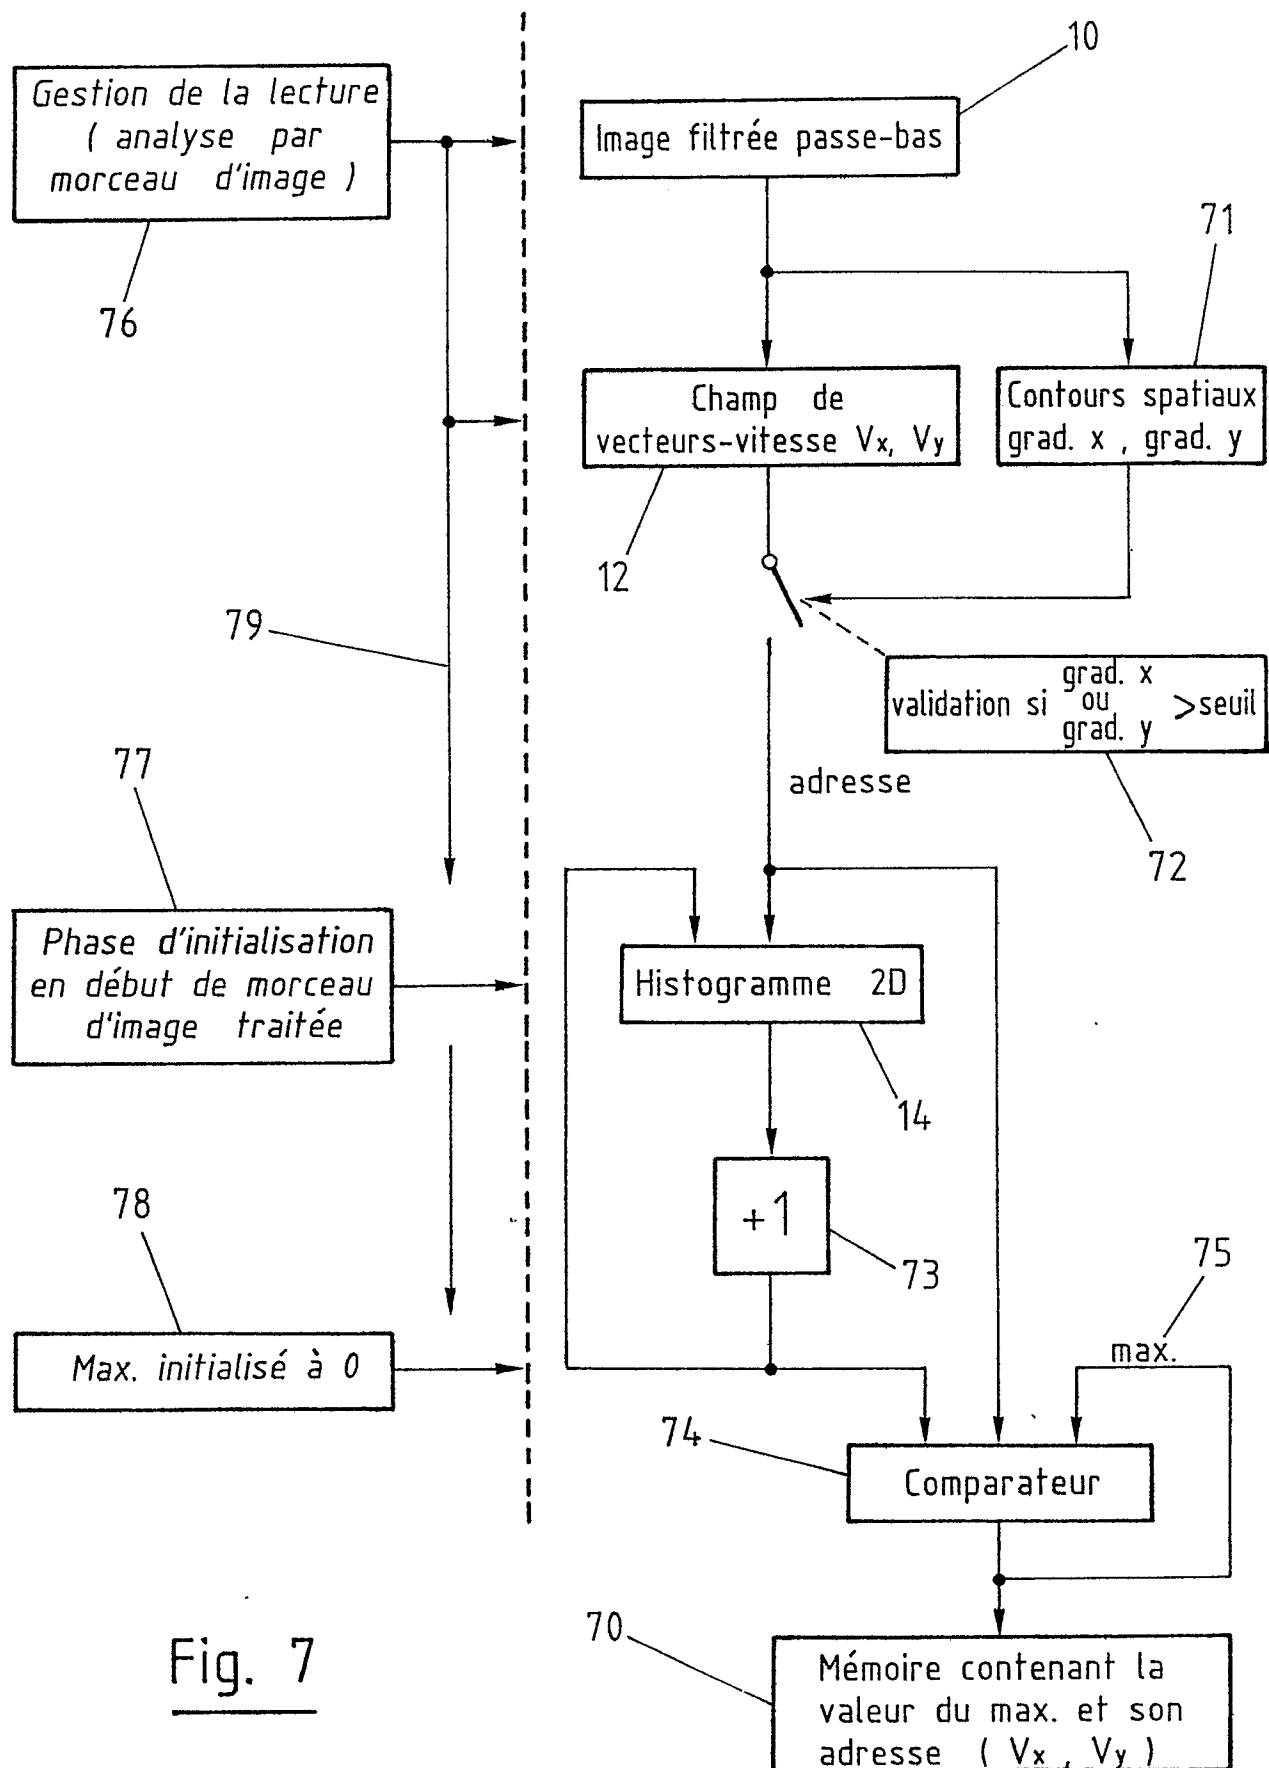 10
Gestion de la lecture
( analyse par
morceau d'image )
76
Image filtrée passe-bas
71
Champ de
vecteurs-vitesse Vx, Vy
12
Contours spatiaux
grad. x , grad. y
79
validation si grad. x ou grad. y > seuil
72
adresse
77
Phase d'initialisation
en début de morceau
d'image traitée
Histogramme 2D
14
+1
73
78
Max. initialisé à 0
75
max.
74
Comparateur
70
Mémoire contenant la
valeur du max. et son
adresse ( Vx , Vy )
Fig. 7